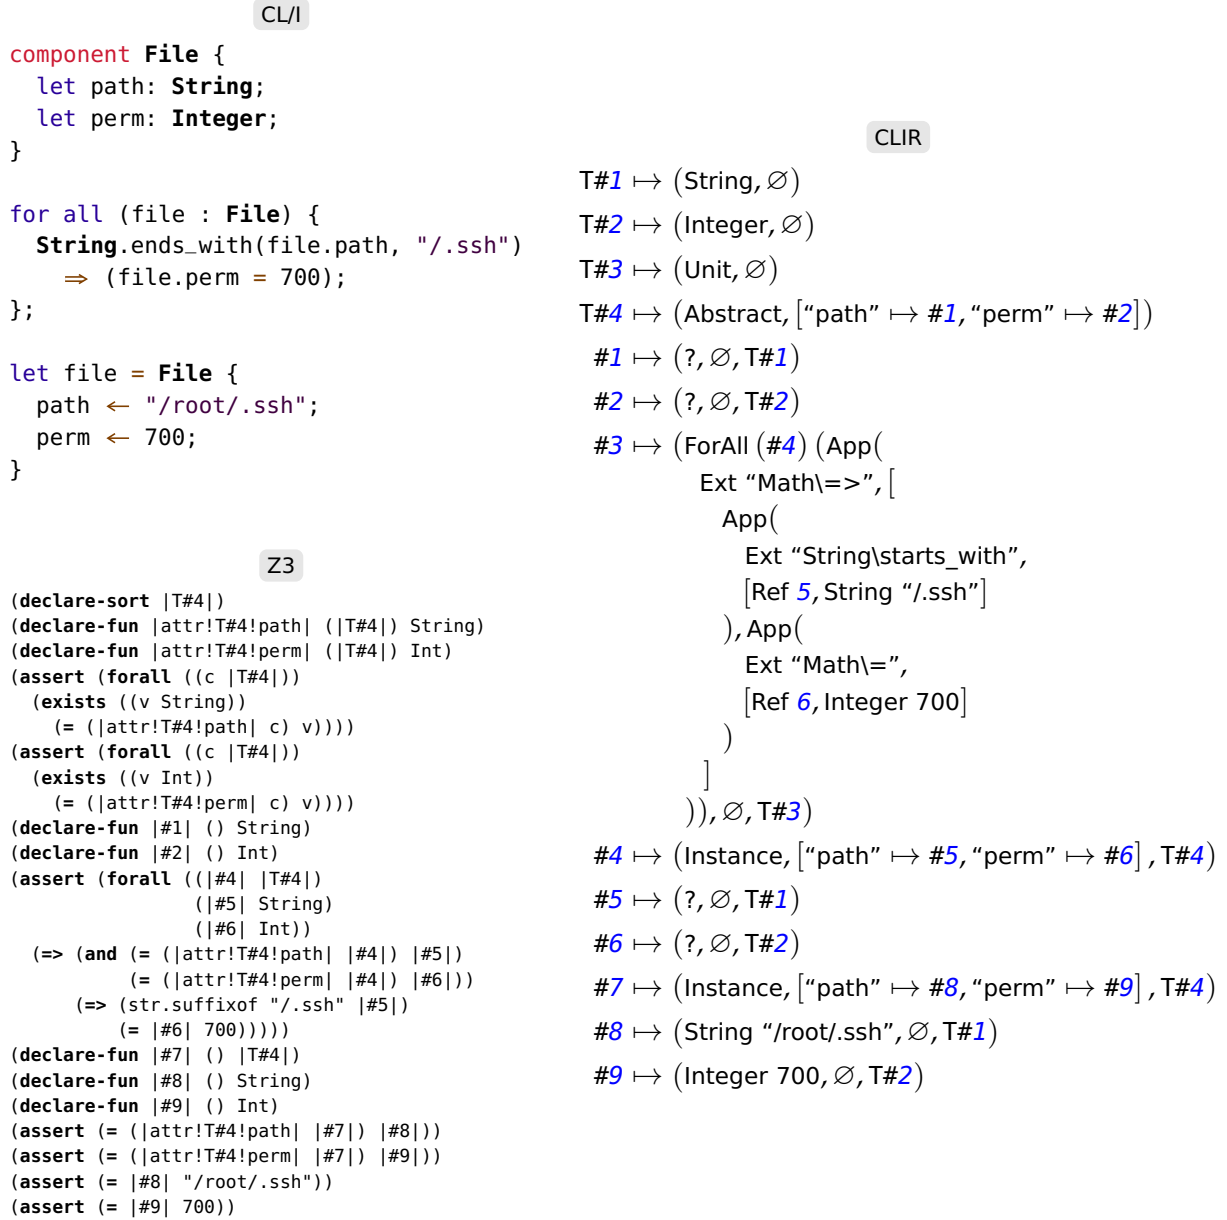 CL/I
component File {
  let path: String;
  let perm: Integer;
}
for all (file : File) {
  String.ends_with(file.path, "/.ssh")
    ⇒ (file.perm = 700);
};
let file = File {
  path ← "/root/.ssh";
  perm ← 700;
}
Z3
(declare-sort |T#4|)
(declare-fun |attr!T#4!path| (|T#4|) String)
(declare-fun |attr!T#4!perm| (|T#4|) Int)
(assert (forall ((c |T#4|))
  (exists ((v String))
    (= (|attr!T#4!path| c) v))))
(assert (forall ((c |T#4|))
  (exists ((v Int))
    (= (|attr!T#4!perm| c) v))))
(declare-fun |#1| () String)
(declare-fun |#2| () Int)
(assert (forall ((|#4| |T#4|)
                 (|#5| String)
                 (|#6| Int))
  (=> (and (= (|attr!T#4!path| |#4|) |#5|)
           (= (|attr!T#4!perm| |#4|) |#6|))
      (=> (str.suffixof "/.ssh" |#5|)
          (= |#6| 700)))))
(declare-fun |#7| () |T#4|)
(declare-fun |#8| () String)
(declare-fun |#9| () Int)
(assert (= (|attr!T#4!path| |#7|) |#8|))
(assert (= (|attr!T#4!perm| |#7|) |#9|))
(assert (= |#8| "/root/.ssh"))
(assert (= |#9| 700))
CLIR
T#1 ↦ (String, ∅)
T#2 ↦ (Integer, ∅)
T#3 ↦ (Unit, ∅)
T#4 ↦ (Abstract, [“path” ↦ #1, “perm” ↦ #2])
#1 ↦ (?, ∅, T#1)
#2 ↦ (?, ∅, T#2)
#3 ↦ (ForAll (#4) (App(
Ext “Math\=>”, [
App(
Ext “String\starts_with”,
[Ref 5, String “/.ssh”]
), App(
Ext “Math\=”,
[Ref 6, Integer 700]
)
]
)), ∅, T#3)
#4 ↦ (Instance, [“path” ↦ #5, “perm” ↦ #6] , T#4)
#5 ↦ (?, ∅, T#1)
#6 ↦ (?, ∅, T#2)
#7 ↦ (Instance, [“path” ↦ #8, “perm” ↦ #9] , T#4)
#8 ↦ (String “/root/.ssh”, ∅, T#1)
#9 ↦ (Integer 700, ∅, T#2)